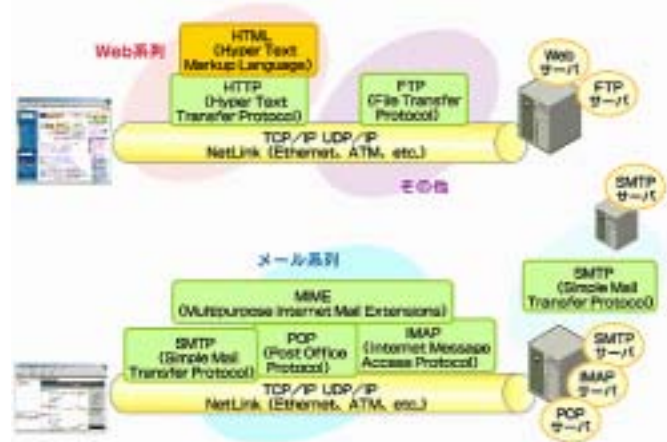 Web系列
HTML
(Hyper Text
Markup Language)
HTTP
(Hyper Text
Transfer Protocol)
FTP
(File Transfer
Protocol)
TCP/IP UDP/IP
NetLink (Ethernet、ATM、etc.)
Web
サーバ
FTP
サーバ
その他
SMTP
サーバ
メール系列
SMTP
(Simple Mail
Transfer Protocol)
MIME
(Multipurpose Internet Mail Extensions)
SMTP
(Simple Mail
Transfer Protocol)
POP
(Post Office
Protocol)
IMAP
(Internet Message
Access Protocol)
TCP/IP UDP/IP
NetLink (Ethernet、ATM、etc.)
SMTP
サーバ
IMAP
サーバ
POP
サーバ